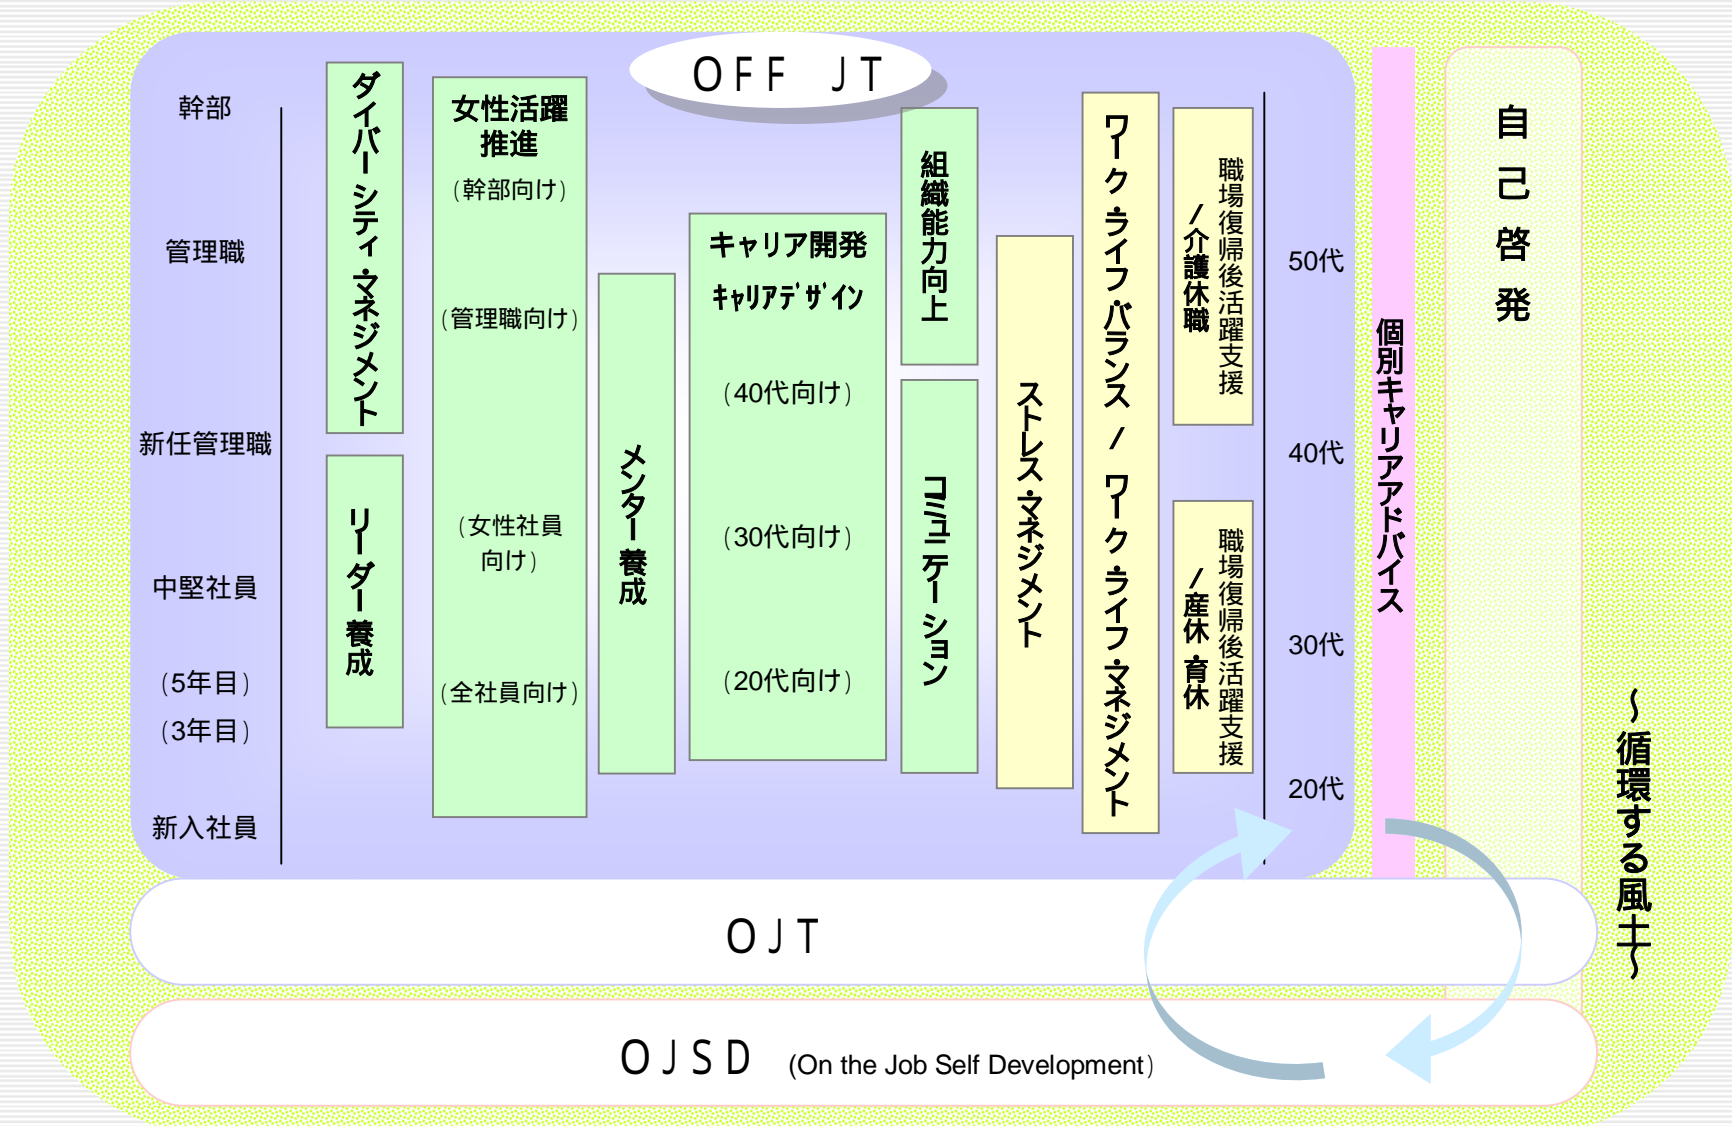 OFF JT
幹部
管理職
新任管理職
中堅社員
(5年目)
(3年目)
新入社員
ダイバーシティ・マネジメント
リーダー養成
女性活躍
推進
(幹部向け)
(管理職向け)
(女性社員
向け)
(全社員向け)
メンター養成
キャリア開発
キャリアデザイン
(40代向け)
(30代向け)
(20代向け)
組織能力向上
コミュニケーション
ストレス・マネジメント
ワーク・ライフ・バランス / ワーク・ライフ・マネジメント
職場復帰後活躍支援
/介護休職
職場復帰後活躍支援
/産休・育休
50代
40代
30代
20代
個別キャリアアドバイス
自己啓発
～循環する風土～
OJT
OJSD (On the Job Self Development)